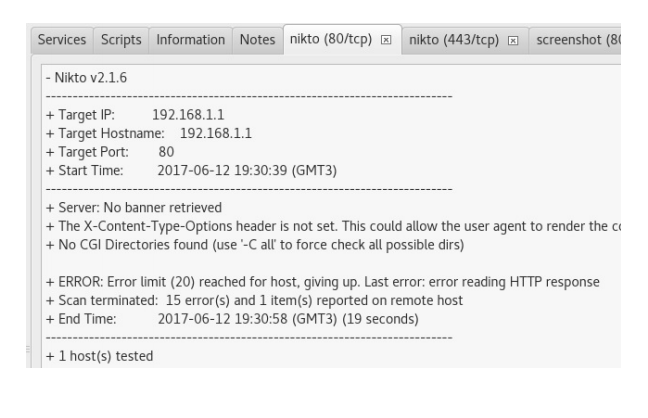 Services Scripts Information Notes nikto (80/tcp) nikto (443/tcp) screenshot (80
- Nikto v2.1.6
---------------------------------------------------------------------------
+ Target IP: 192.168.1.1
+ Target Hostname: 192.168.1.1
+ Target Port: 80
+ Start Time: 2017-06-12 19:30:39 (GMT3)
---------------------------------------------------------------------------
+ Server: No banner retrieved
+ The X-Content-Type-Options header is not set. This could allow the user agent to render the co
+ No CGI Directories found (use '-C all' to force check all possible dirs)
+ ERROR: Error limit (20) reached for host, giving up. Last error: error reading HTTP response
+ Scan terminated: 15 error(s) and 1 item(s) reported on remote host
+ End Time: 2017-06-12 19:30:58 (GMT3) (19 seconds)
---------------------------------------------------------------------------
+ 1 host(s) tested